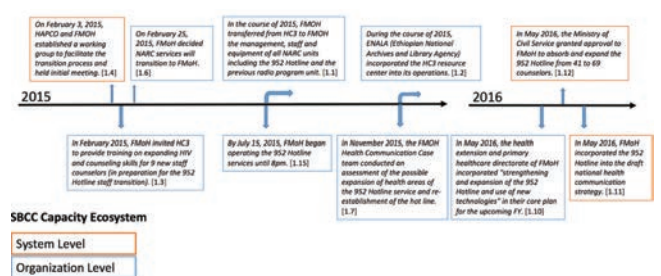 On February 3, 2015,
HAPCO and FMOH
established a working
group to facilitate the
transition process and
held initial meeting.
[1.4]
On February 25,
2015, FMoH decided
NARC services will
transition to FMoH.
[1.6]
In the course of 2015, FMOH
transferred from HC3 to FMOH
the management, staff and
equipment of all NARC units
including the 952 Hotline and the
previous radio program unit. [1.1]
During the course of 2015,
ENALA (Ethiopian National
Archives and Library Agency)
incorporated the HC3 resource
center into its operations. [1.2]
In May 2016, the Ministry of
Civil Service granted approval to
FMoH to absorb and expand the
952 Hotline from 41 to 69
counselors. [1.12]
2015
2016
In February 2015, FMoH invited HC3
to provide training on expanding HIV
and counseling skills for 9 new staff
counselors (in preparation for the
952 Hotline staff transition). [1.3]
By July 15, 2015, FMoH began
operating the 952 Hotline
services until 8pm. [1.15]
In November 2015, the FMOH
Health Communication Case
team conducted an
assessment of the possible
expansion of health areas of
the 952 Hotline service and re-
establishment of the hot line.
[1.7]
In May 2016, the health
extension and primary
healthcare directorate of FMoH
incorporated "strengthening
and expansion of the 952
Hotline and use of new
technologies" in their core plan
for the upcoming FY. [1.10]
In May 2016, FMoH
incorporated the 952
Hotline into the draft
national health
communication
strategy. [1.11]
SBCC Capacity Ecosystem
System Level
Organization Level